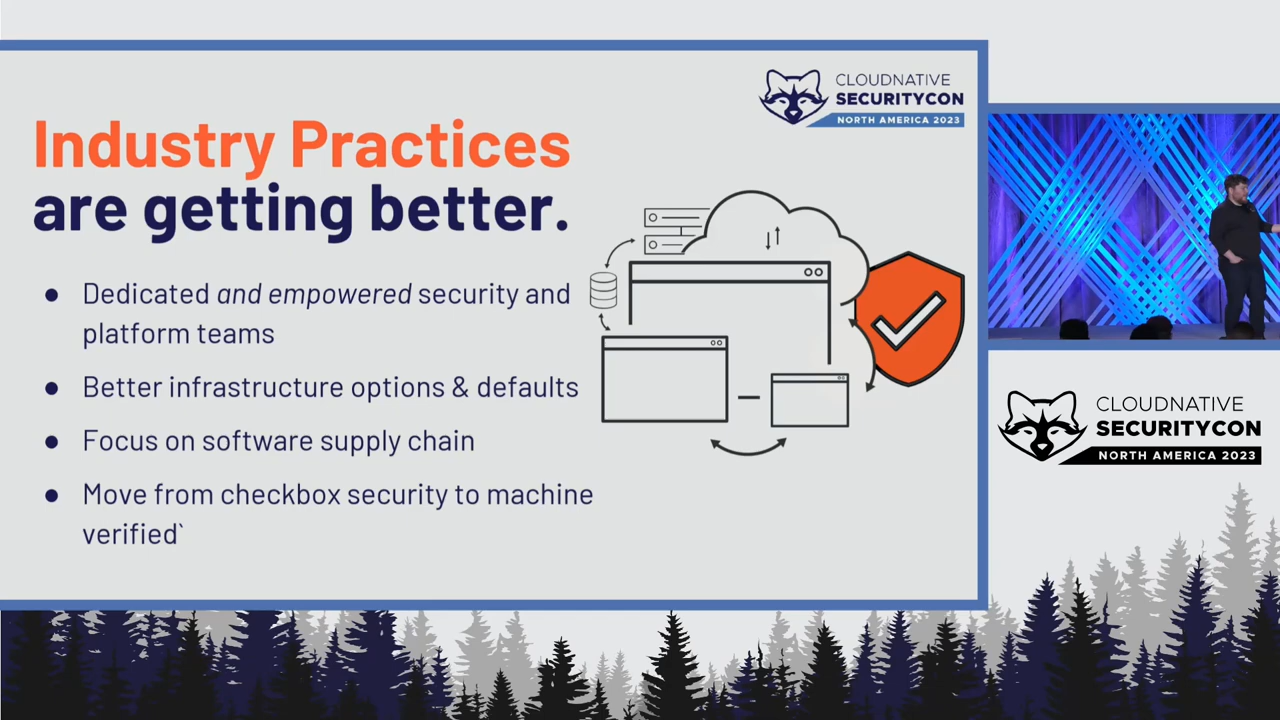 CLOUDNATIVE
SECURITYCON
NORTH AMERICA 2023
Industry Practices
are getting better.
● Dedicated and empowered security and
platform teams
● Better infrastructure options & defaults
● Focus on software supply chain
● Move from checkbox security to machine
verified`
CLOUDNATIVE
SECURITYCON
NORTH AMERICA 2023